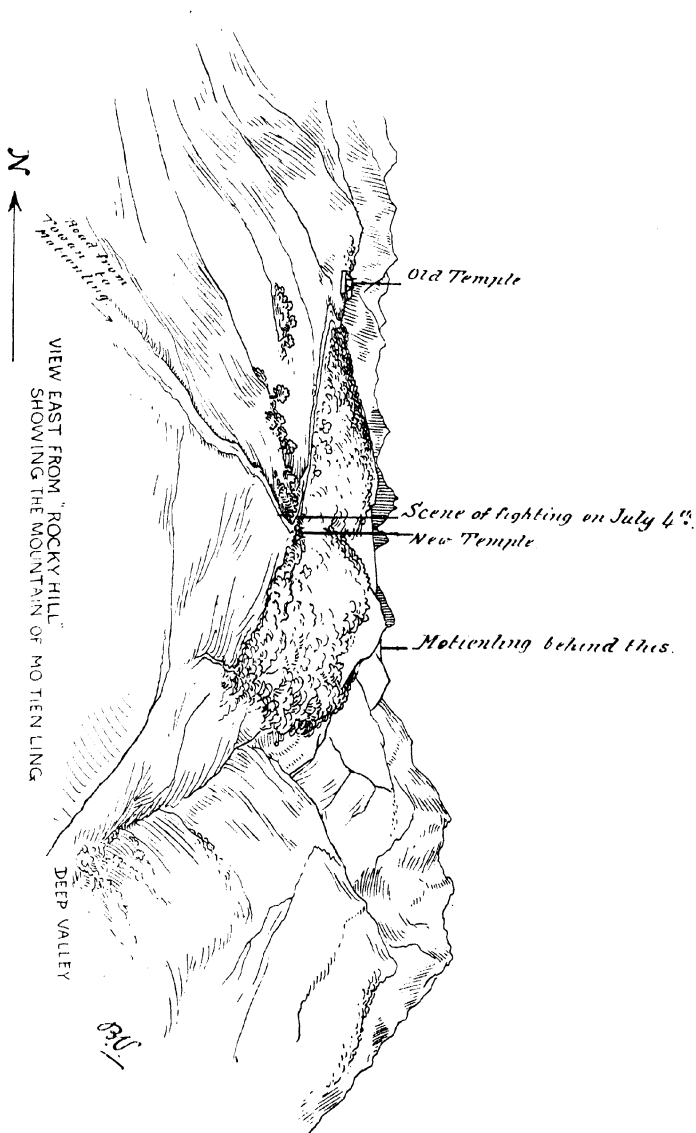 N
Road from
Towan to
Motienling
Old Temple
Scene of fighting on July 4th.
New Temple
Motienling behind this.
VIEW EAST FROM "ROCKY HILL"
SHOWING THE MOUNTAIN OF MO TIEN LING
DEEP VALLEY